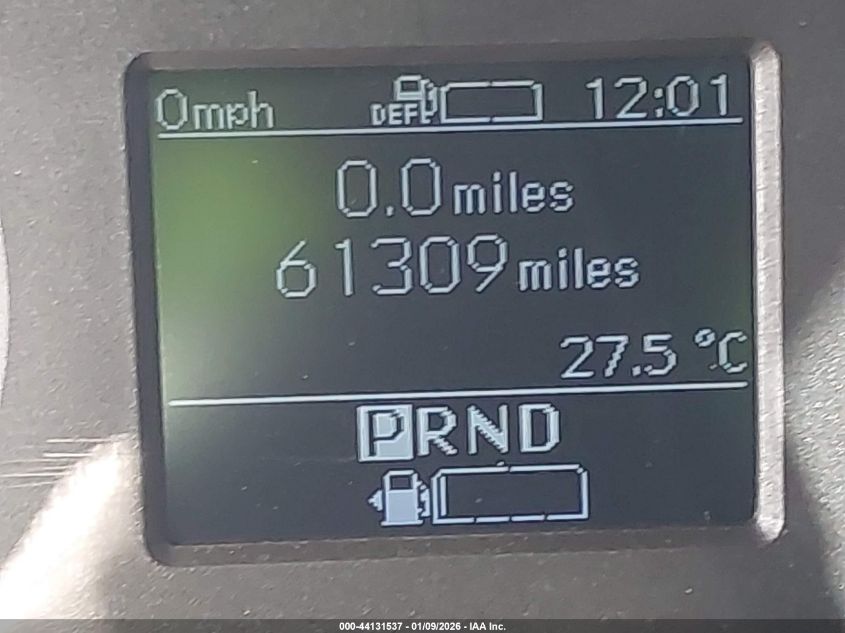 0mph DEF 12:01
0.0 miles
61309 miles
27.5 °C
PRND
000-44131537 - 01/09/2026 - IAA Inc.